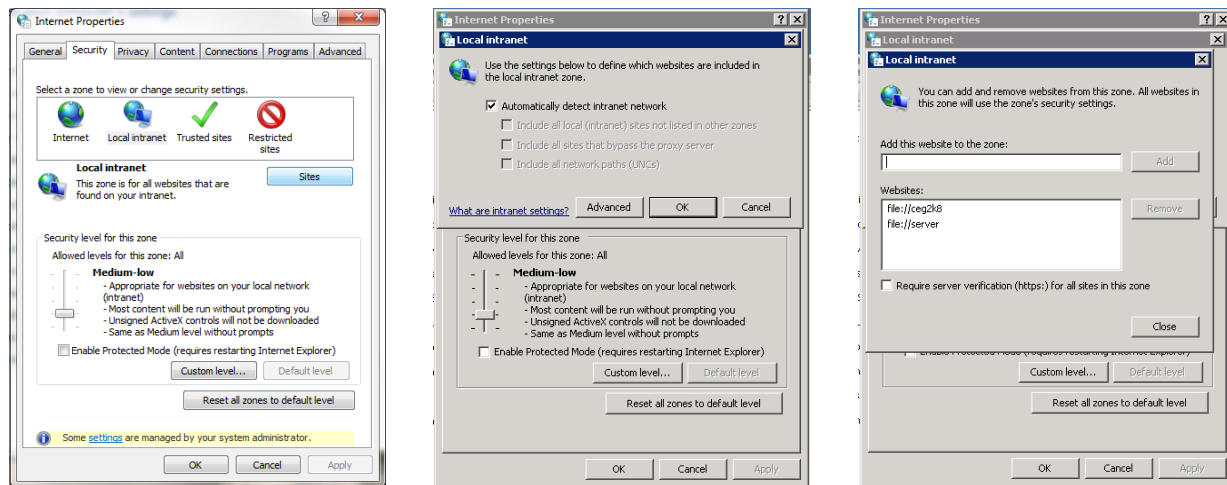 Internet Properties
General Security Privacy Content Connections Programs Advanced
Select a zone to view or change security settings.
Internet Local intranet Trusted sites Restricted
sites
Local intranet
This zone is for all websites that are
found on your intranet.
Sites
Security level for this zone
Allowed levels for this zone: All
Medium-low
- Appropriate for websites on your local network
(intranet)
- Most content will be run without prompting you
- Unsigned ActiveX controls will not be downloaded
- Same as Medium level without prompts
Enable Protected Mode (requires restarting Internet Explorer)
Custom level... Default level
Reset all zones to default level
Some settings are managed by your system administrator.
OK Cancel Apply
Internet Properties
Local intranet
Use the settings below to define which websites are included in
the local intranet zone.
Automatically detect intranet network
Include all local (intranet) sites not listed in other zones
Include all sites that bypass the proxy server
Include all network paths (UNCs)
What are intranet settings? Advanced OK Cancel
Security level for this zone
Allowed levels for this zone: All
Medium-low
- Appropriate for websites on your local network
(intranet)
- Most content will be run without prompting you
- Unsigned ActiveX controls will not be downloaded
- Same as Medium level without prompts
Enable Protected Mode (requires restarting Internet Explorer)
Custom level... Default level
Reset all zones to default level
OK Cancel Apply
Internet Properties
Local intranet
Local intranet
You can add and remove websites from this zone. All websites in
this zone will use the zone's security settings.
Add this website to the zone:
Add
Websites:
file://ceg2k8
file://server
Remove
Require server verification (https:) for all sites in this zone
Close
Enable Protected Mode (requires restarting Internet Explorer)
Custom level... Default level
Reset all zones to default level
OK Cancel Apply